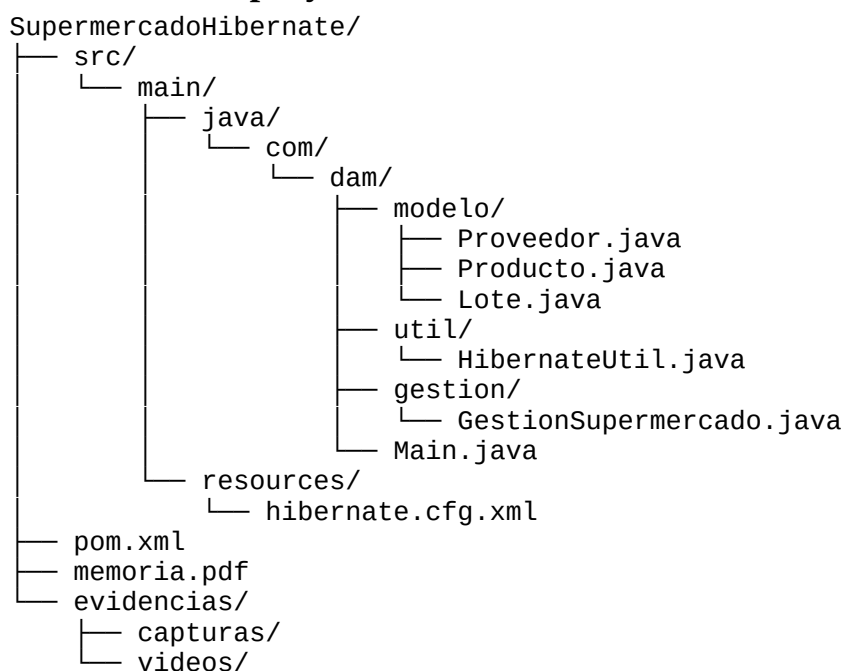 SupermercadoHibernate/
├── src/
│   └── main/
│       ├── java/
│       │   └── com/
│       │       └── dam/
│       │           ├── modelo/
│       │           │   ├── Proveedor.java
│       │           │   ├── Producto.java
│       │           │   └── Lote.java
│       │           ├── util/
│       │           │   └── HibernateUtil.java
│       │           ├── gestion/
│       │           │   └── GestionSupermercado.java
│       │           └── Main.java
│       └── resources/
│           └── hibernate.cfg.xml
├── pom.xml
├── memoria.pdf
└── evidencias/
    ├── capturas/
    └── videos/